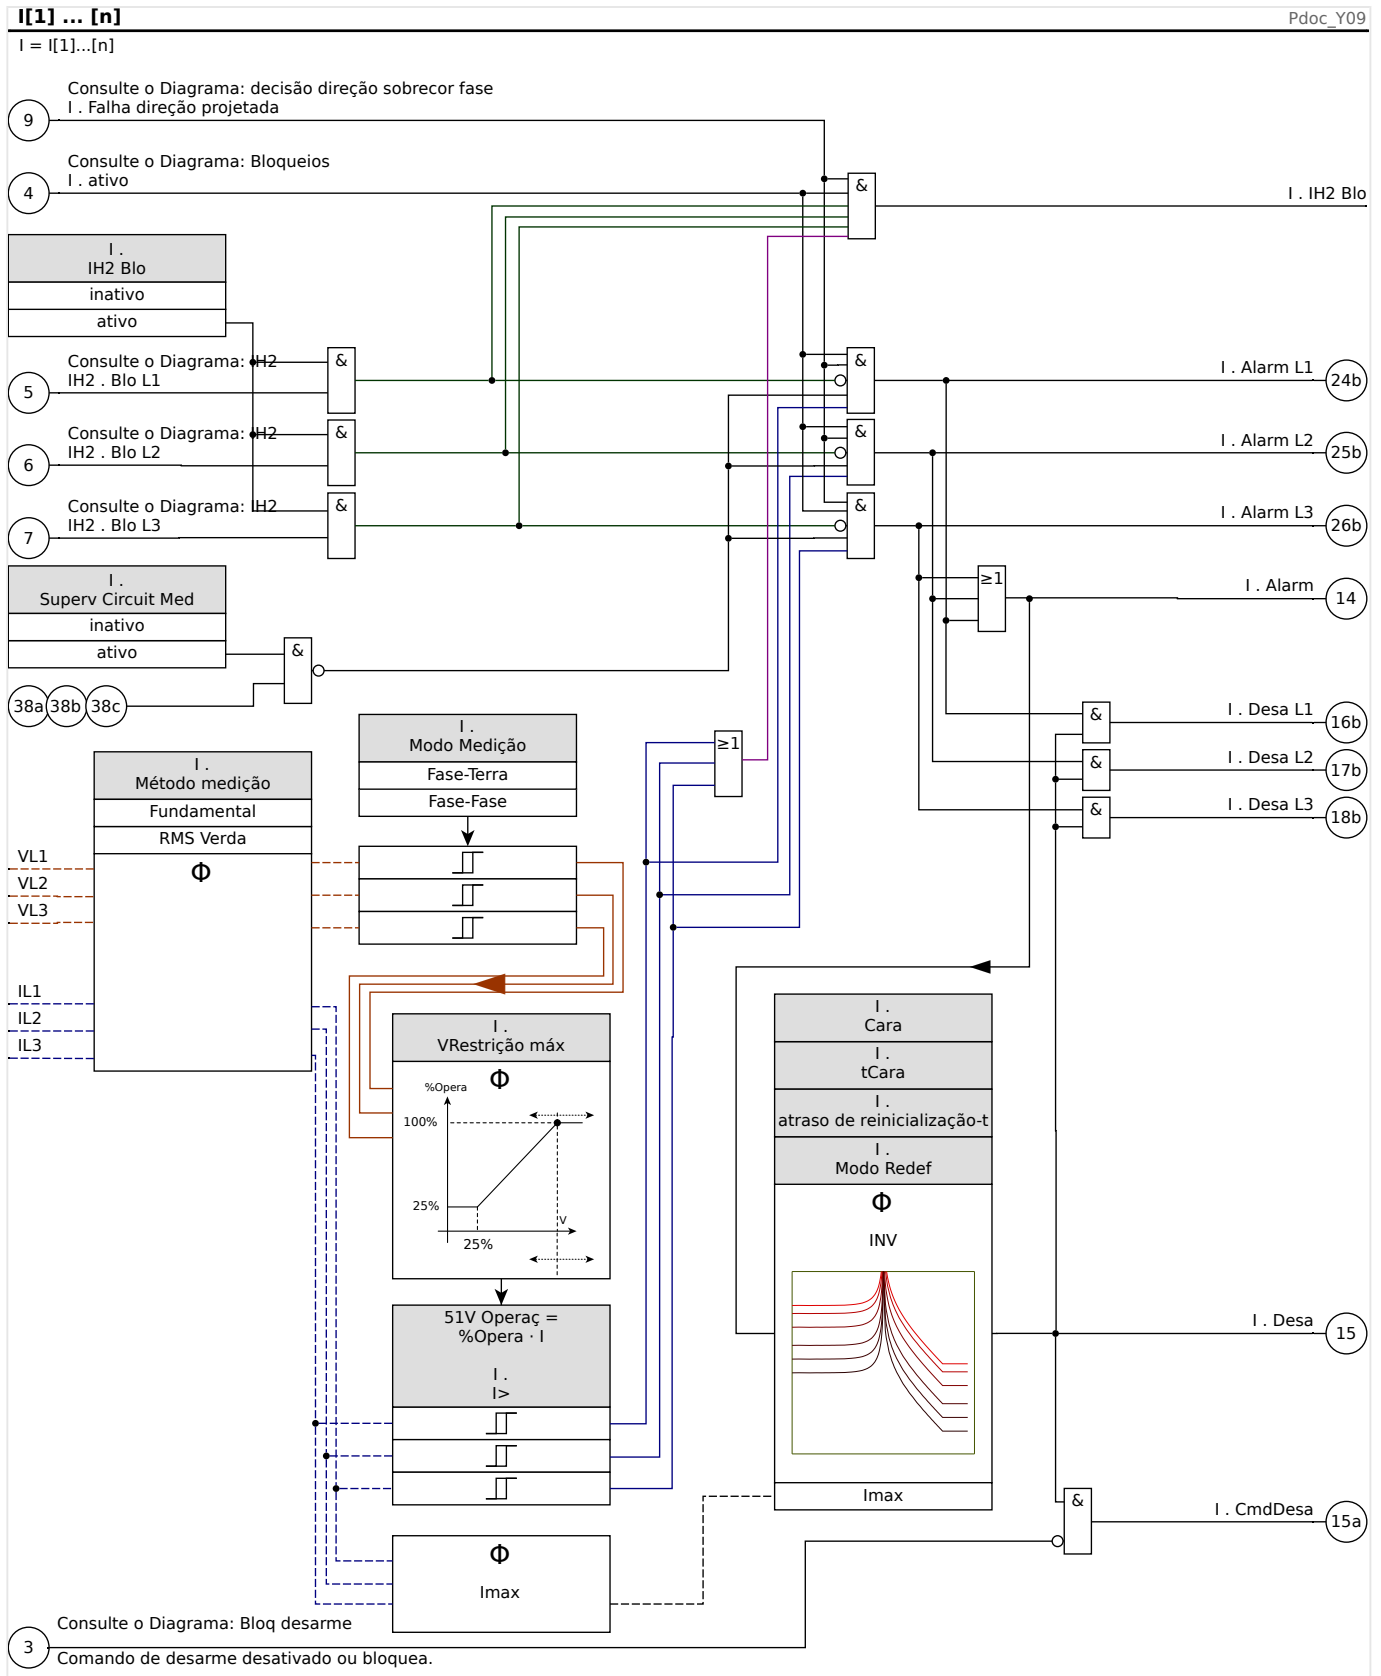 I[1] ... [n]
Pdoc_Y09
I = I[1]...[n]
Consulte o Diagrama: decisão direção sobrecor fase
I . Falha direção projetada
9
Consulte o Diagrama: Bloqueios
I . ativo
4
&
I . IH2 Blo
I .
IH2 Blo
inativo
ativo
Consulte o Diagrama: IH2
IH2 . Blo L1
5
&
&
I . Alarm L1
24b
Consulte o Diagrama: IH2
IH2 . Blo L2
6
&
&
I . Alarm L2
25b
Consulte o Diagrama: IH2
IH2 . Blo L3
7
&
&
I . Alarm L3
26b
I .
Superv Circuit Med
inativo
ativo
&
≥1
I . Alarm
14
38a
38b
38c
I .
Modo Medição
Fase-Terra
Fase-Fase
≥1
&
I . Desa L1
16b
&
I . Desa L2
17b
&
I . Desa L3
18b
I .
Método medição
Fundamental
RMS Verda
Φ
VL1
VL2
VL3
IL1
IL2
IL3
I .
VRestrição máx
Φ
%Opera
100%
25%
V
25%
I .
Cara
I .
tCara
I .
atraso de reinicialização-t
I .
Modo Redef
Φ
INV
Imax
51V Operaç =
%Opera · I
I .
I>
I . Desa
15
&
I . CmdDesa
15a
Φ
Imax
Consulte o Diagrama: Bloq desarme
3
Comando de desarme desativado ou bloquea.